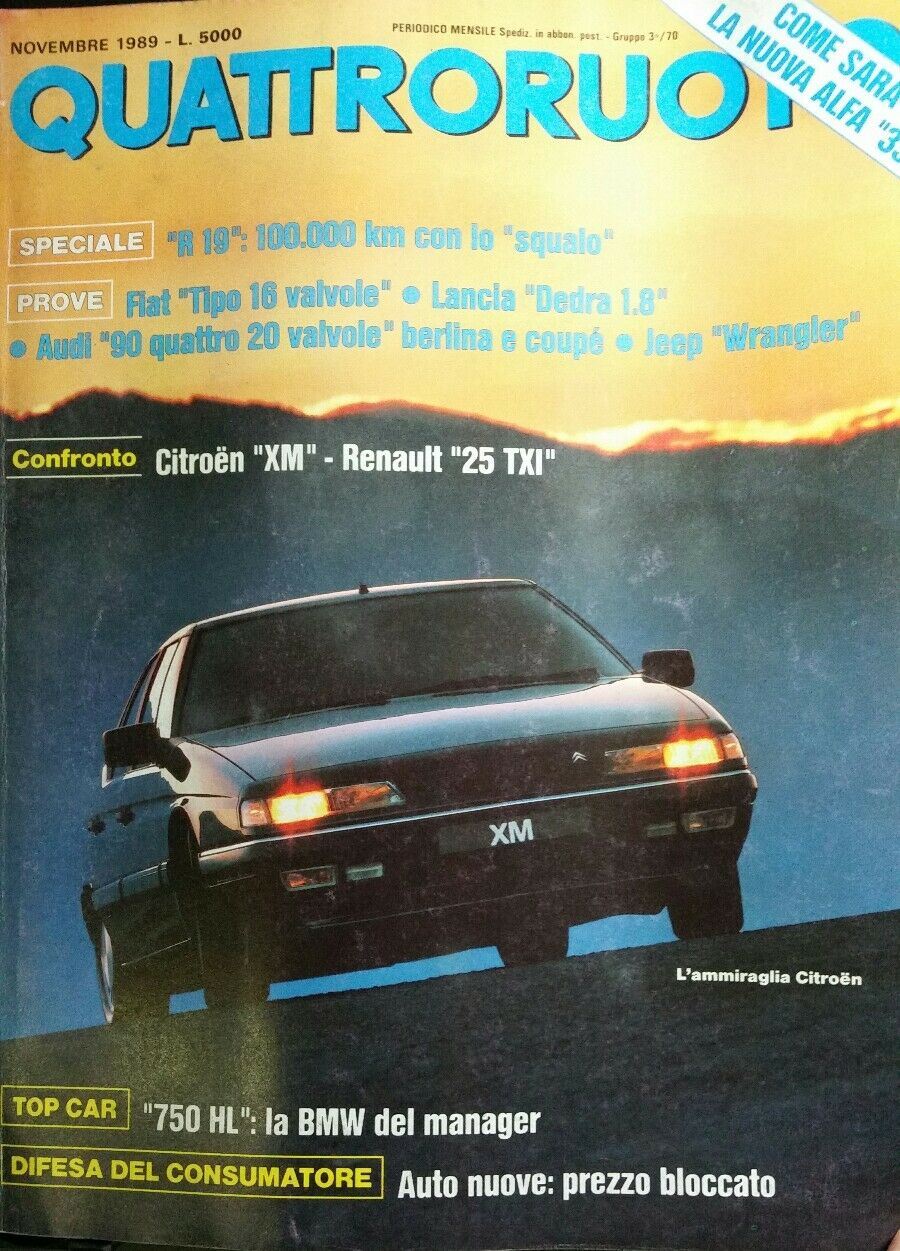 NOVEMBRE 1989 - L. 5000
PERIODICO MENSILE Spediz. in abbon. post. - Gruppo 3°/70
COME SARA
LA NUOVA ALFA "33
QUATTRORUOT
SPECIALE "R 19": 100.000 km con lo "squalo"
PROVE Fiat "Tipo 16 valvole" ● Lancia "Dedra 1.8"
● Audi "90 quattro 20 valvole" berlina e coupé ● Jeep "Wrangler"
Confronto Citroën "XM" - Renault "25 TXI"
XM
L'ammiraglia Citroën
TOP CAR "750 HL": la BMW del manager
DIFESA DEL CONSUMATORE Auto nuove: prezzo bloccato